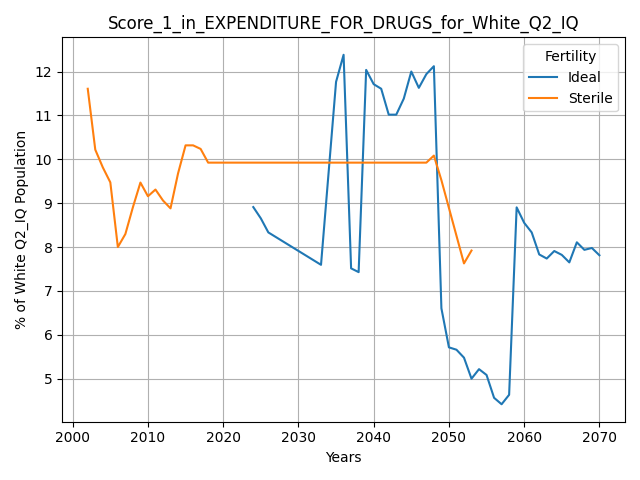 Score_1_in_EXPENDITURE_FOR_DRUGS_for_White_Q2_IQ
Fertility
Ideal
Sterile
% of White Q2_IQ Population
12
11
10
9
8
7
6
5
2000 2010 2020 2030 2040 2050 2060 2070
Years